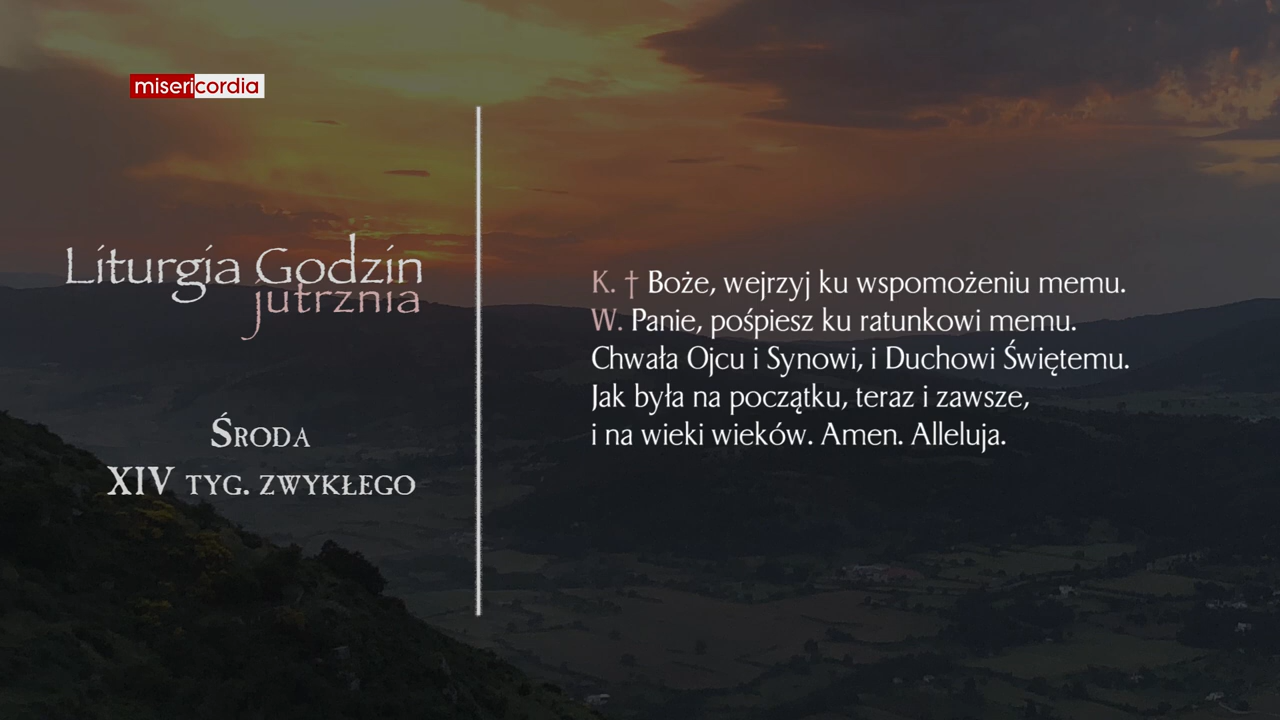 misericordia
Liturgia Godzin
jutrznia
Środa
XIV tyg. zwykłego
K. † Boże, wejrzyj ku wspomożeniu memu.
W. Panie, pośpiesz ku ratunkowi memu.
Chwała Ojcu i Synowi, i Duchowi Świętemu.
Jak była na początku, teraz i zawsze,
i na wieki wieków. Amen. Alleluja.